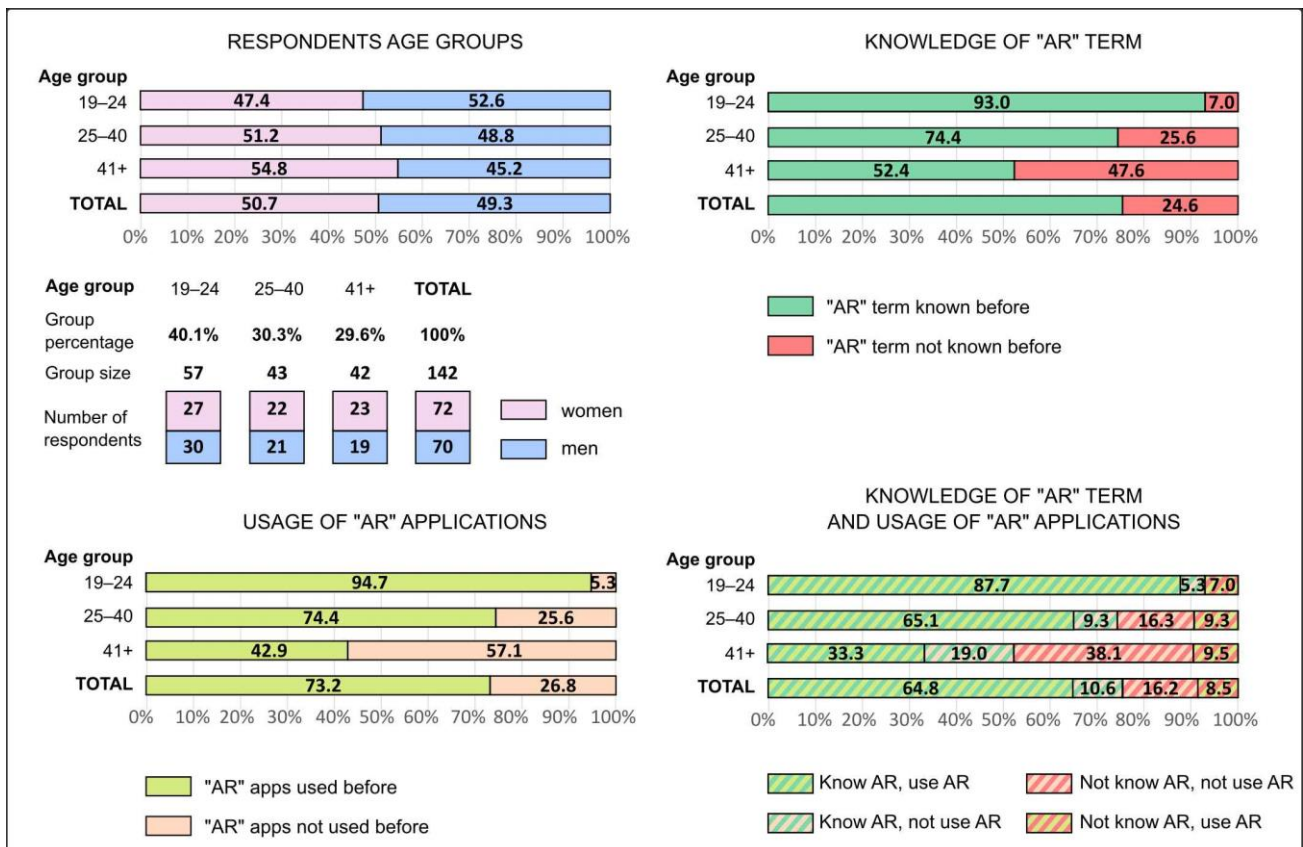 RESPONDENTS AGE GROUPS
Age group
19–24 47.4 52.6
25–40 51.2 48.8
41+ 54.8 45.2
TOTAL 50.7 49.3
0% 10% 20% 30% 40% 50% 60% 70% 80% 90% 100%
Age group 19–24 25–40 41+ TOTAL
Group
percentage 40.1% 30.3% 29.6% 100%
Group size 57 43 42 142
Number of
respondents
27 22 23 72 women
30 21 19 70 men
KNOWLEDGE OF "AR" TERM
Age group
19–24 93.0 7.0
25–40 74.4 25.6
41+ 52.4 47.6
TOTAL 24.6
0% 10% 20% 30% 40% 50% 60% 70% 80% 90% 100%
"AR" term known before
"AR" term not known before
USAGE OF "AR" APPLICATIONS
Age group
19–24 94.7 5.3
25–40 74.4 25.6
41+ 42.9 57.1
TOTAL 73.2 26.8
0% 10% 20% 30% 40% 50% 60% 70% 80% 90% 100%
"AR" apps used before
"AR" apps not used before
KNOWLEDGE OF "AR" TERM
AND USAGE OF "AR" APPLICATIONS
Age group
19–24 87.7 5.3 7.0
25–40 65.1 9.3 16.3 9.3
41+ 33.3 19.0 38.1 9.5
TOTAL 64.8 10.6 16.2 8.5
0% 10% 20% 30% 40% 50% 60% 70% 80% 90% 100%
Know AR, use AR Not know AR, not use AR
Know AR, not use AR Not know AR, use AR